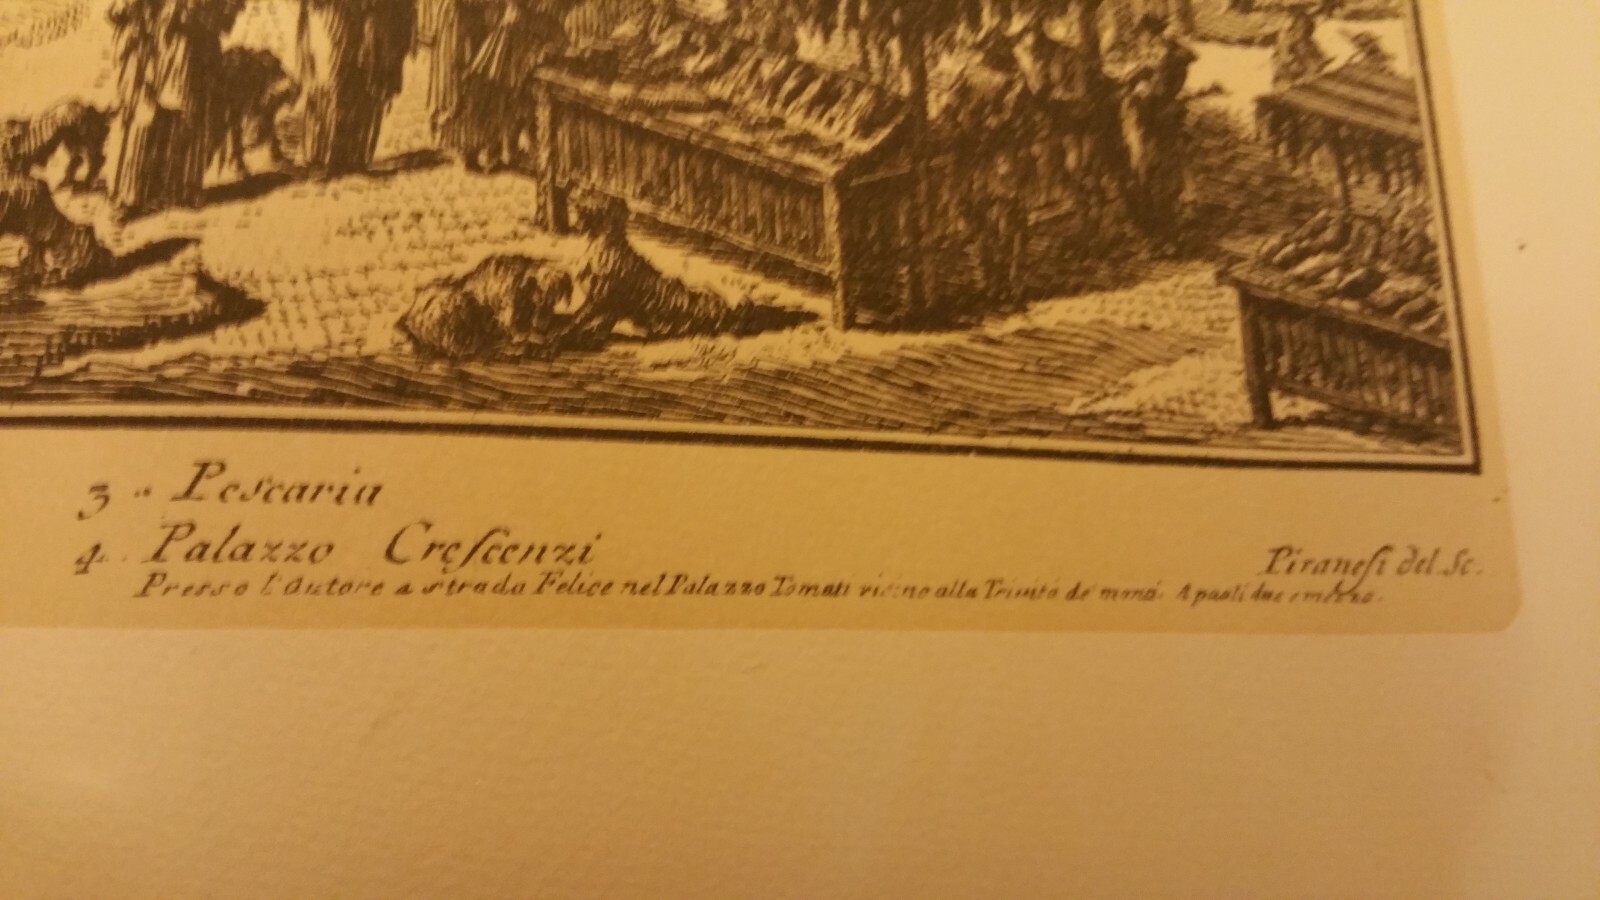 3 .. Pescaria
4. Palazzo Creſcenzi
Piraneſi del. Sc.
Presso l'Autore a strada Felice nel Palazzo Tomati vicino alla Trinità de' monti. A paoli due e mezzo.